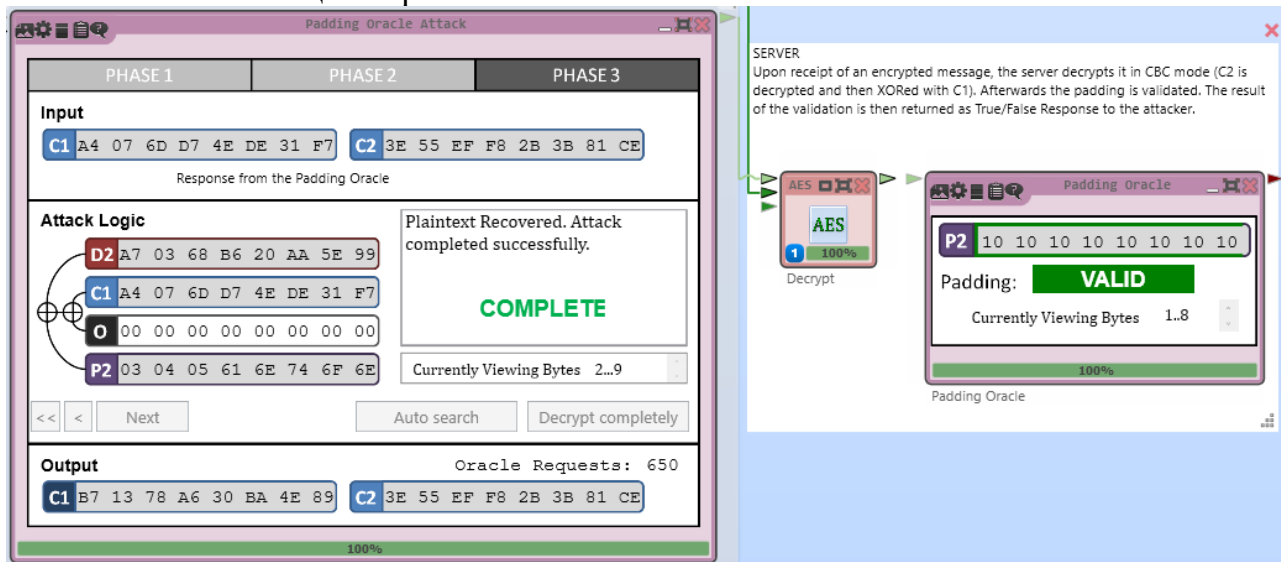 Padding Oracle Attack
PHASE 1 PHASE 2 PHASE 3
Input
C1 A4 07 6D D7 4E DE 31 F7 C2 3E 55 EF F8 2B 3B 81 CE
Response from the Padding Oracle
Attack Logic
D2 A7 03 68 B6 20 AA 5E 99
C1 A4 07 6D D7 4E DE 31 F7
O 00 00 00 00 00 00 00 00
P2 03 04 05 61 6E 74 6F 6E
Plaintext Recovered. Attack
completed successfully.
COMPLETE
Currently Viewing Bytes 2...9
<< < Next Auto search Decrypt completely
Output Oracle Requests: 650
C1 B7 13 78 A6 30 BA 4E 89 C2 3E 55 EF F8 2B 3B 81 CE
100%
SERVER
Upon receipt of an encrypted message, the server decrypts it in CBC mode (C2 is
decrypted and then XORed with C1). Afterwards the padding is validated. The result
of the validation is then returned as True/False Response to the attacker.
AES
AES
1 100%
Decrypt
Padding Oracle
P2 10 10 10 10 10 10 10 10
Padding: VALID
Currently Viewing Bytes 1..8
100%
Padding Oracle